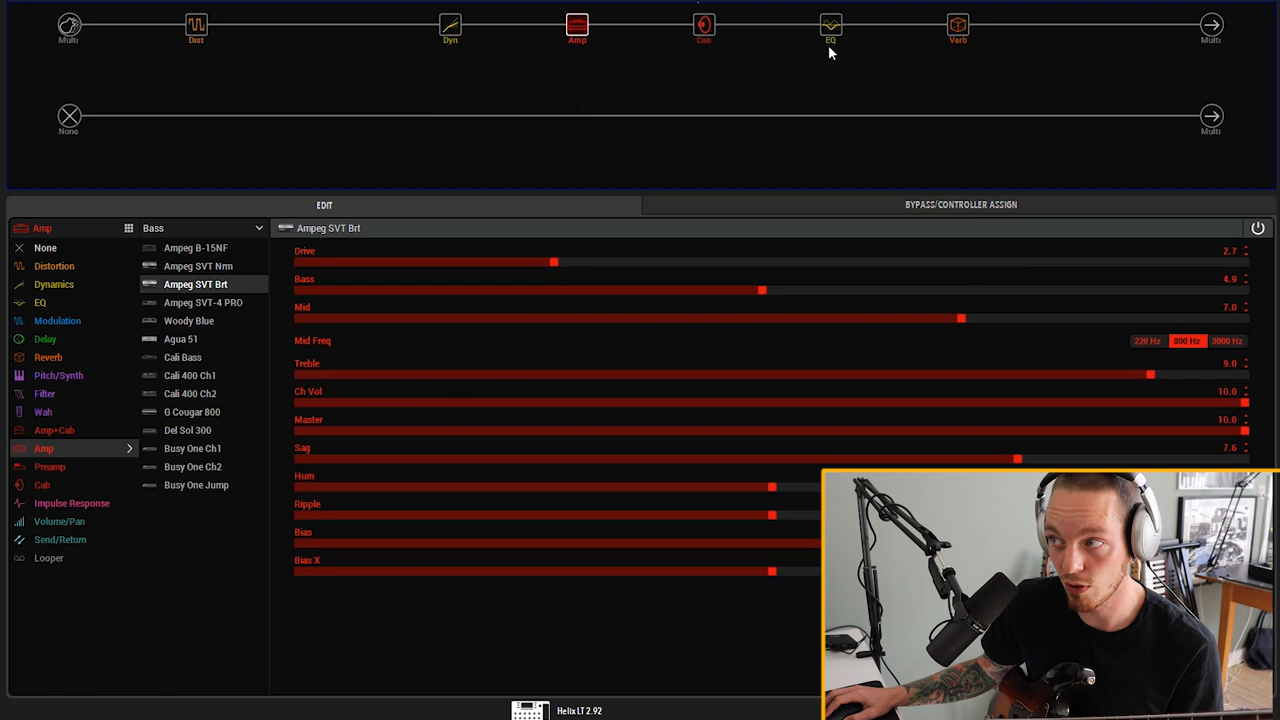 Multi Dist Dyn Amp Cab EQ Verb Multi
None Multi
EDIT BYPASS/CONTROLLER ASSIGN
Amp Bass Ampeg SVT Brt
None Ampeg B-15NF Drive 2.7
Distortion Ampeg SVT Nrm
Dynamics Ampeg SVT Brt Bass 4.9
EQ Ampeg SVT-4 PRO Mid 7.0
Modulation Woody Blue
Delay Agua 51 Mid Freq 220 Hz 800 Hz 3000 Hz
Reverb Cali Bass Treble 9.0
Pitch/Synth Cali 400 Ch1
Filter Cali 400 Ch2 Ch Vol 10.0
Wah G Cougar 800 Master 10.0
Amp+Cab Del Sol 300
Amp Busy One Ch1 Sag 7.6
Preamp Busy One Ch2 Hum
Cab Busy One Jump
Impulse Response Ripple
Volume/Pan
Send/Return Bias
Looper Bias X
Helix LT 2.92